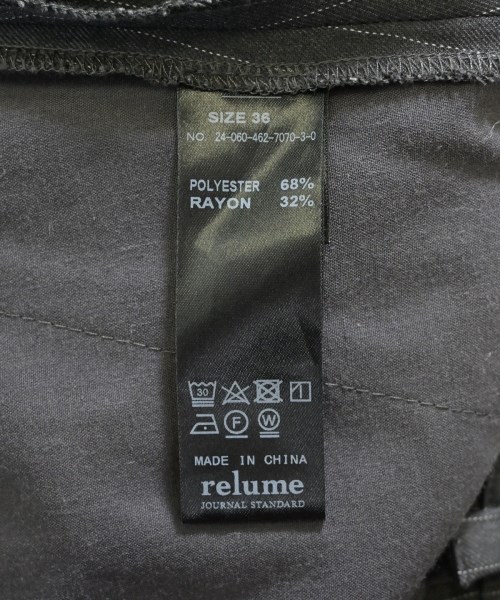 SIZE 36
NO. 24-060-462-7070-3-0
POLYESTER 68%
RAYON 32%
30
F W
MADE IN CHINA
relume
JOURNAL STANDARD